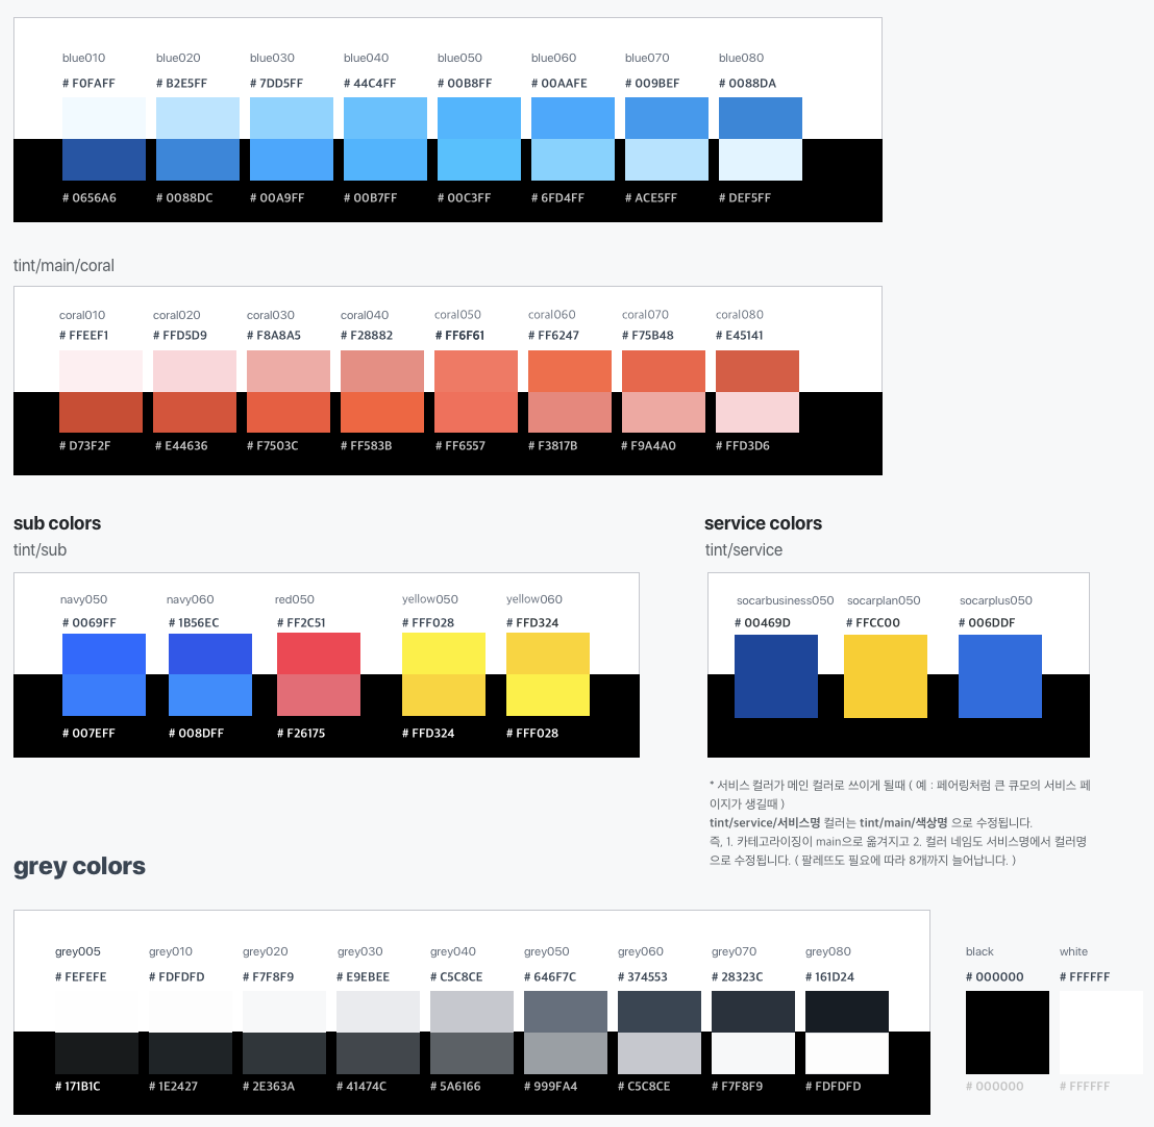 blue010 blue020 blue030 blue040 blue050 blue060 blue070 blue080
# F0FAFF # B2E5FF # 7DD5FF # 44C4FF # 00B8FF # 00AAFE # 009BEF # 0088DA
# 0656A6 # 0088DC # 00A9FF # 00B7FF # 00C3FF # 6FD4FF # ACE5FF # DEF5FF
tint/main/coral
coral010 coral020 coral030 coral040 coral050 coral060 coral070 coral080
# FFEEF1 # FFD5D9 # F8A8A5 # F28882 # FF6F61 # FF6247 # F75B48 # E45141
# D73F2F # E44636 # F7503C # FF583B # FF6557 # F3817B # F9A4A0 # FFD3D6
sub colors
tint/sub
navy050 navy060 red050 yellow050 yellow060
# 0069FF # 1B56EC # FF2C51 # FFF028 # FFD324
# 007EFF # 008DFF # F26175 # FFD324 # FFF028
service colors
tint/service
socarbusiness050 socarplan050 socarplus050
# 00469D # FFCC00 # 006DDF
* 서비스 컬러가 메인 컬러로 쓰이게 될때 ( 예 : 페어링처럼 큰 큐모의 서비스 페
이지가 생길때 )
tint/service/서비스명 컬러는 tint/main/색상명 으로 수정됩니다.
즉, 1. 카테고라이징이 main으로 옮겨지고 2. 컬러 네임도 서비스명에서 컬러명
으로 수정됩니다. ( 팔레뜨도 필요에 따라 8개까지 늘어납니다. )
grey colors
grey005 grey010 grey020 grey030 grey040 grey050 grey060 grey070 grey080
# FEFEFE # FDFDFD # F7F8F9 # E9EBEE # C5C8CE # 646F7C # 374553 # 28323C # 161D24
# 171B1C # 1E2427 # 2E363A # 41474C # 5A6166 # 999FA4 # C5C8CE # F7F8F9 # FDFDFD
black white
# 000000 # FFFFFF
# 000000 # FFFFFF